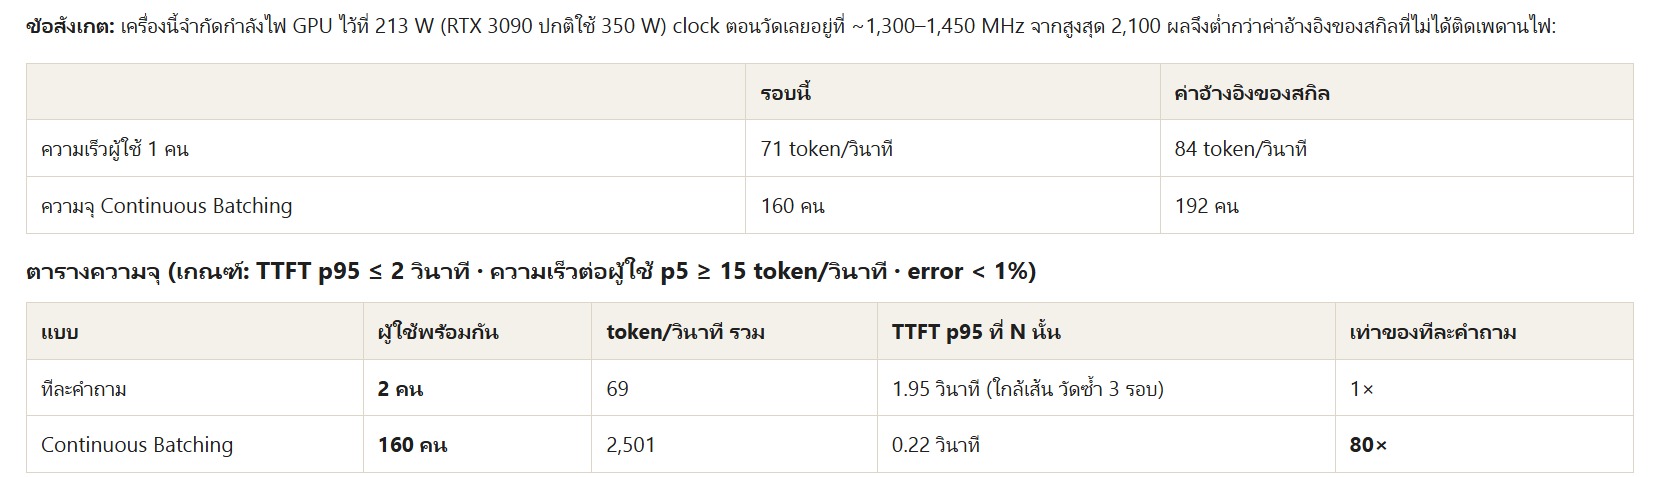 ข้อสังเกต: เครื่องนี้จำกัดกำลังไฟ GPU ไว้ที่ 213 W (RTX 3090 ปกติใช้ 350 W) clock ตอนวัดเลยอยู่ที่ ~1,300–1,450 MHz จากสูงสุด 2,100 ผลจึงต่ำกว่าค่าอ้างอิงของสกิลที่ไม่ได้ติดเพดานไฟ:
รอบนี้ ค่าอ้างอิงของสกิล
ความเร็วผู้ใช้ 1 คน 71 token/วินาที 84 token/วินาที
ความจุ Continuous Batching 160 คน 192 คน
ตารางความจุ (เกณฑ์: TTFT p95 ≤ 2 วินาที · ความเร็วต่อผู้ใช้ p5 ≥ 15 token/วินาที · error < 1%)
แบบ ผู้ใช้พร้อมกัน token/วินาที รวม TTFT p95 ที่ N นั้น เท่าของทีละคำถาม
ทีละคำถาม 2 คน 69 1.95 วินาที (ใกล้เส้น วัดซ้ำ 3 รอบ) 1×
Continuous Batching 160 คน 2,501 0.22 วินาที 80×